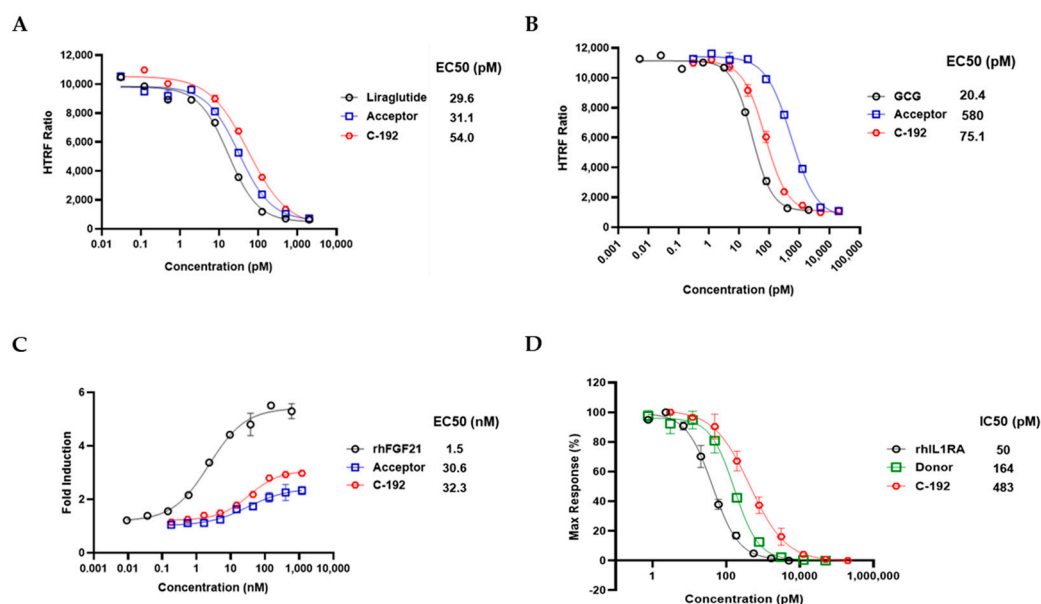 A
12,000
10,000
8,000
6,000
4,000
2,000
0
HTRF Ratio
0.01
0.1
1
10
100
1,000
10,000
Concentration (pM)
EC50 (pM)
Liraglutide 29.6
Acceptor 31.1
C-192 54.0
B
12,000
10,000
8,000
6,000
4,000
2,000
0
HTRF Ratio
0.001
0.01
0.1
1
10
100
1,000
10,000
100,000
Concentration (pM)
EC50 (pM)
GCG 20.4
Acceptor 580
C-192 75.1
C
6
4
2
0
Fold Induction
0.001
0.01
0.1
1
10
100
1,000
10,000
Concentration (nM)
EC50 (nM)
rhFGF21 1.5
Acceptor 30.6
C-192 32.3
D
120
100
80
60
40
20
0
-20
Max Response (%)
1
100
10,000
1,000,000
Concentration (pM)
IC50 (pM)
rhIL1RA 50
Donor 164
C-192 483